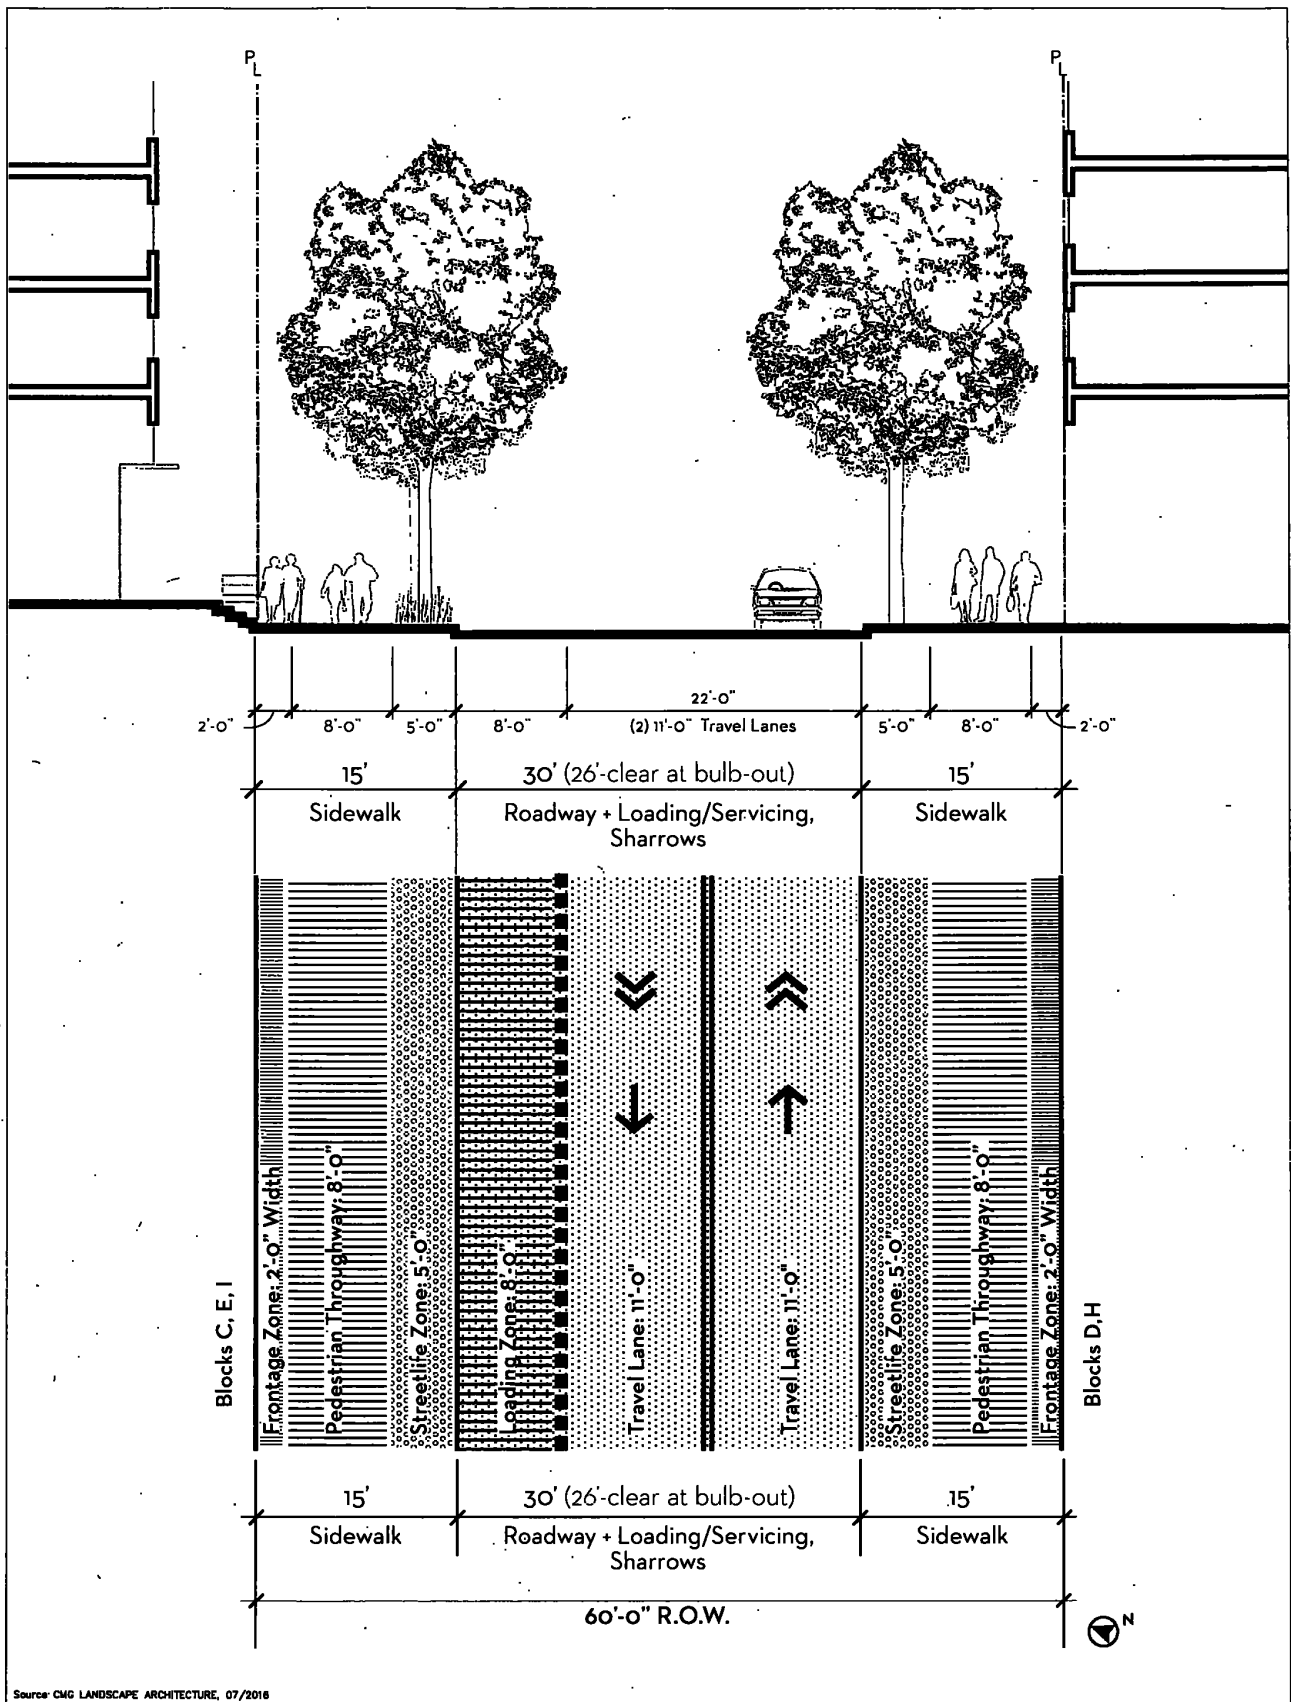 PL
PL
22'-0"
2'-0"
8'-0"
5'-0"
8'-0"
(2) 11'-0" Travel Lanes
5'-0"
8'-0"
2'-0"
15'
30' (26'-clear at bulb-out)
15'
Sidewalk
Roadway + Loading/Servicing,
Sharrows
Sidewalk
Blocks C, E, I
Frontage Zone: 2'-0" Width
Pedestrian Throughway: 8'-0"
Streetlife Zone: 5'-0"
Loading Zone: 8'-0"
Travel Lane: 11'-0"
Travel Lane: 11'-0"
Streetlife Zone: 5'-0"
Pedestrian Throughway: 8'-0"
Frontage Zone: 2'-0" Width
Blocks D,H
15'
30' (26'-clear at bulb-out)
15'
Sidewalk
Roadway + Loading/Servicing,
Sharrows
Sidewalk
60'-0" R.O.W.
N
Source: CMG LANDSCAPE ARCHITECTURE, 07/2016